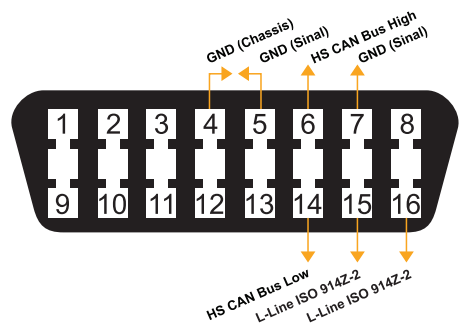 GND (Chassis)
GND (Sinal)
HS CAN Bus High
GND (Sinal)
1 2 3 4 5 6 7 8
9 10 11 12 13 14 15 16
HS CAN Bus Low
L-Line ISO 914Z-2
L-Line ISO 914Z-2